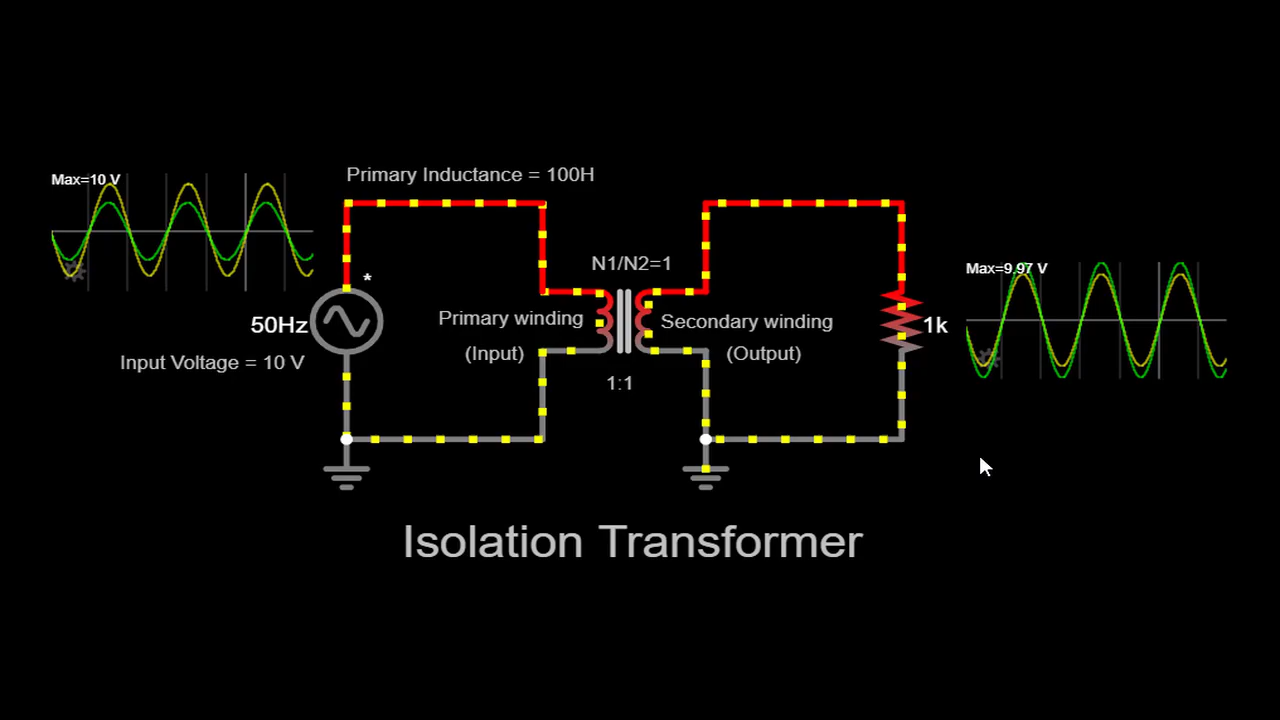 Primary Inductance = 100H
Max=10 V
*
N1/N2=1
Max=9.97 V
50Hz
Primary winding
(Input)
Secondary winding
(Output)
1k
Input Voltage = 10 V
1:1
Isolation Transformer